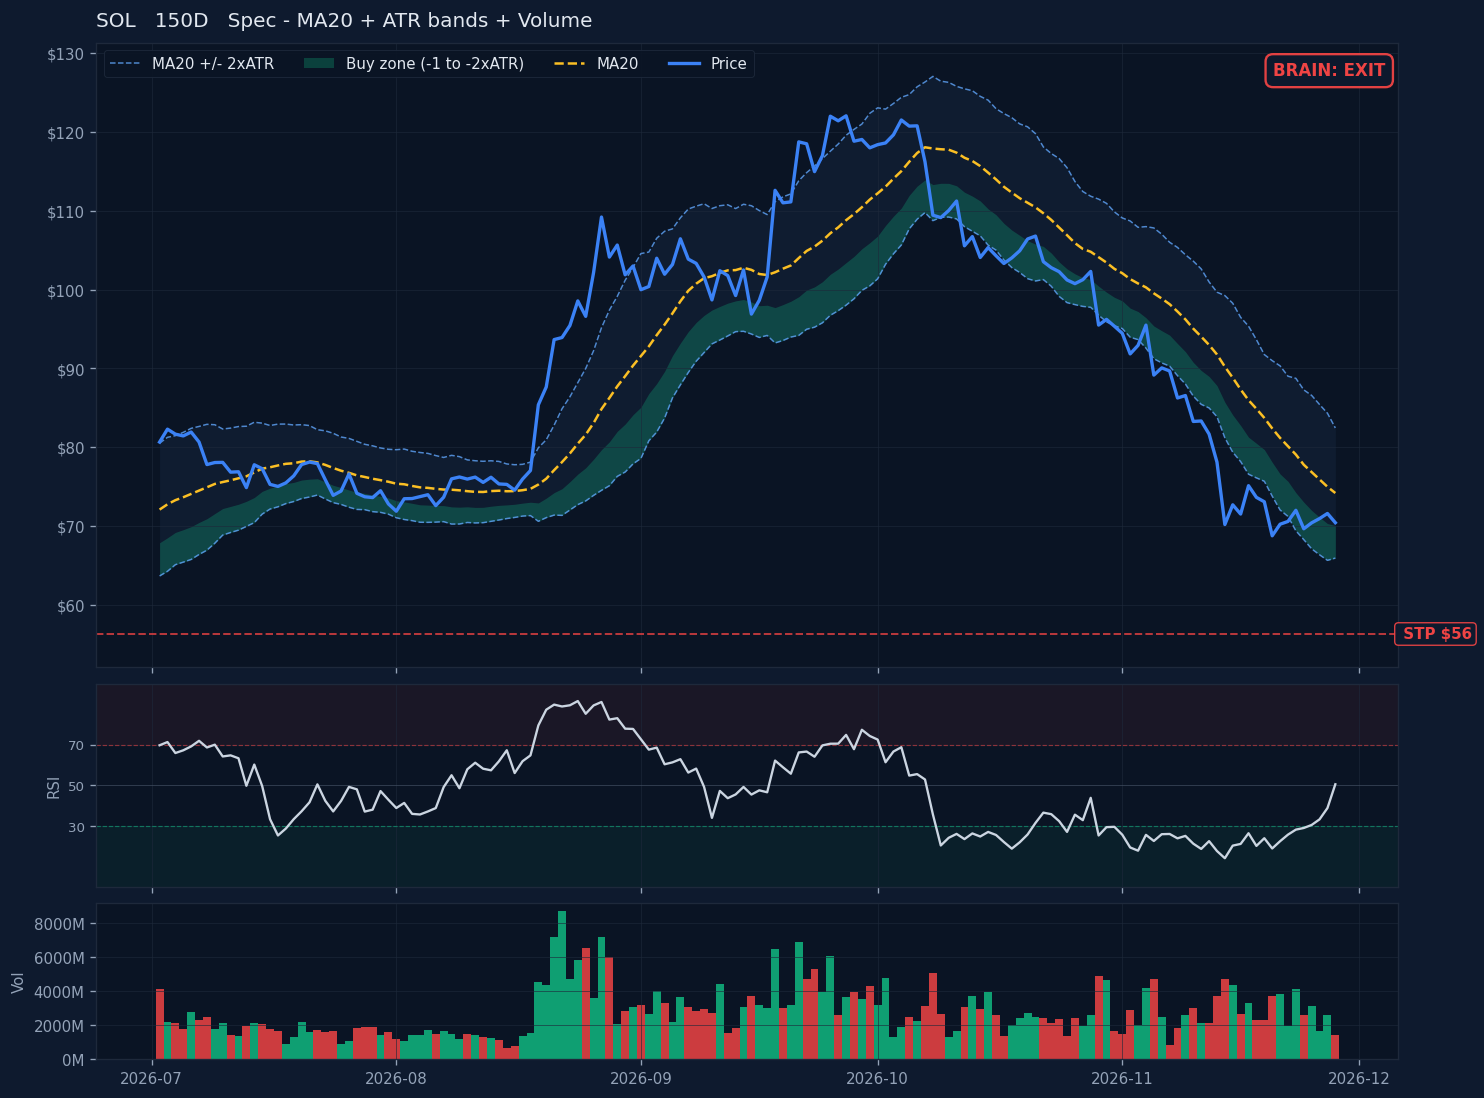 SOL   150D   Spec - MA20 + ATR bands + Volume
MA20 +/- 2xATR
Buy zone (-1 to -2xATR)
MA20
Price
BRAIN: EXIT
$130
$120
$110
$100
$90
$80
$70
$60
STP $56
RSI
70
50
30
Vol
8000M
6000M
4000M
2000M
0M
2026-07
2026-08
2026-09
2026-10
2026-11
2026-12